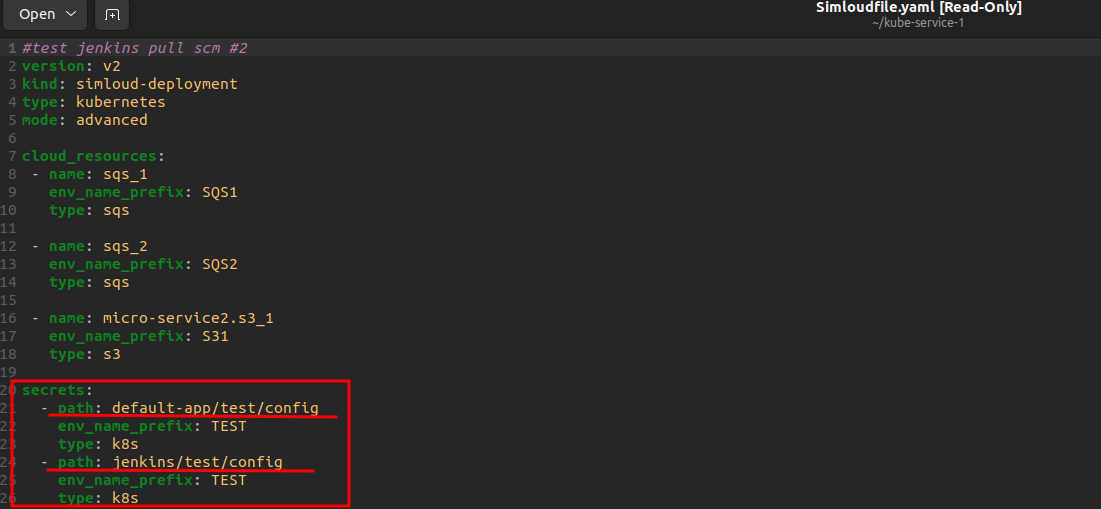 Open
Simloudfile.yaml [Read-Only]
~/kube-service-1
1 #test jenkins pull scm #2
2 version: v2
3 kind: simloud-deployment
4 type: kubernetes
5 mode: advanced
6
7 cloud_resources:
8 - name: sqs_1
9 env_name_prefix: SQS1
10 type: sqs
11
12 - name: sqs_2
13 env_name_prefix: SQS2
14 type: sqs
15
16 - name: micro-service2.s3_1
17 env_name_prefix: S31
18 type: s3
19
20 secrets:
21 - path: default-app/test/config
22 env_name_prefix: TEST
23 type: k8s
24 - path: jenkins/test/config
25 env_name_prefix: TEST
26 type: k8s